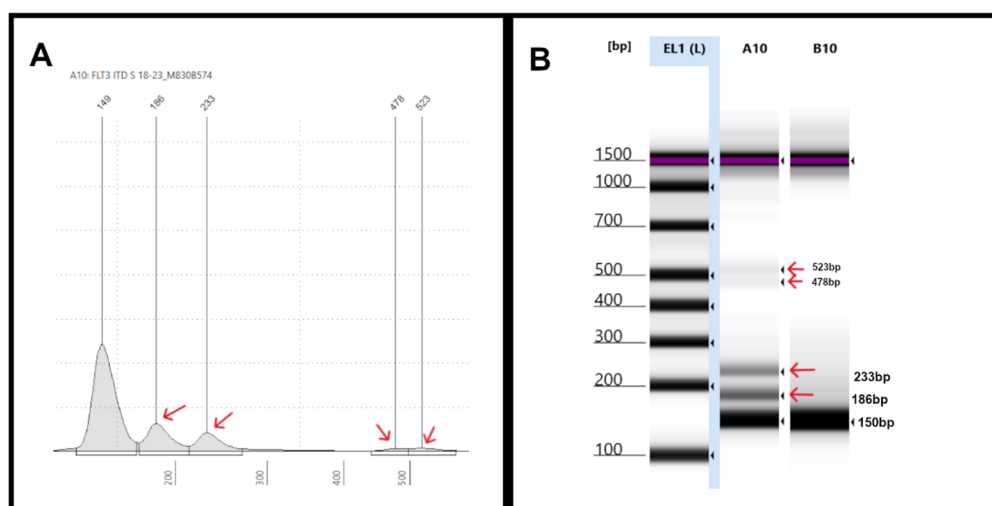 A
A10: FLT3 ITD S 18-23_M830B574
149
186
233
478
523
200
300
400
500
B
[bp]
EL1 (L)
A10
B10
1500
1000
700
500
400
300
200
100
523bp
478bp
233bp
186bp
150bp